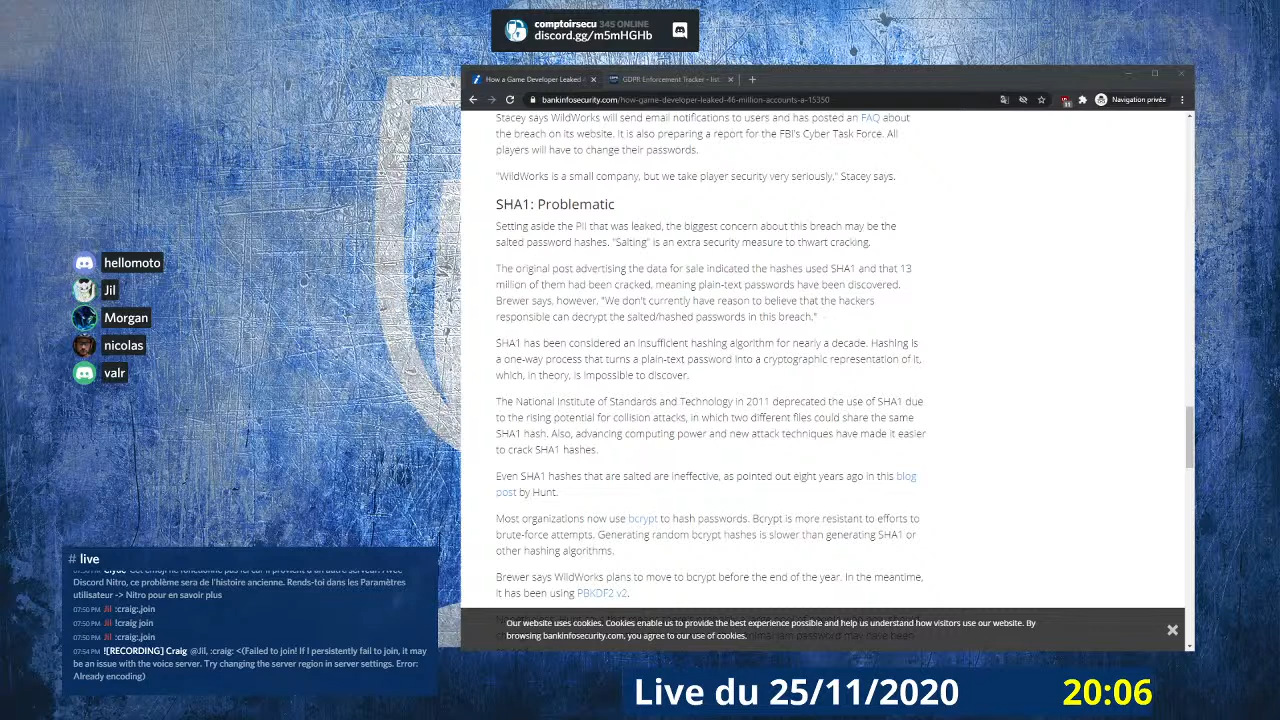 comptoirsecu 345 ONLINE
discord.gg/m5mHGHb
How a Game Developer Leaked
GDPR Enforcement Tracker - list
bankinfosecurity.com/how-game-developer-leaked-46-million-accounts-a-15350
Navigation privée
Stacey says WildWorks will send email notifications to users and has posted an FAQ about
the breach on its website. It is also preparing a report for the FBI's Cyber Task Force. All
players will have to change their passwords.
"WildWorks is a small company, but we take player security very seriously," Stacey says.
SHA1: Problematic
Setting aside the PII that was leaked, the biggest concern about this breach may be the
salted password hashes. "Salting" is an extra security measure to thwart cracking.
The original post advertising the data for sale indicated the hashes used SHA1 and that 13
million of them had been cracked, meaning plain-text passwords have been discovered.
Brewer says, however, "We don't currently have reason to believe that the hackers
responsible can decrypt the salted/hashed passwords in this breach."
SHA1 has been considered an insufficient hashing algorithm for nearly a decade. Hashing is
a one-way process that turns a plain-text password into a cryptographic representation of it,
which, in theory, is impossible to discover.
The National Institute of Standards and Technology in 2011 deprecated the use of SHA1 due
to the rising potential for collision attacks, in which two different files could share the same
SHA1 hash. Also, advancing computing power and new attack techniques have made it easier
to crack SHA1 hashes.
Even SHA1 hashes that are salted are ineffective, as pointed out eight years ago in this blog
post by Hunt.
Most organizations now use bcrypt to hash passwords. Bcrypt is more resistant to efforts to
brute-force attempts. Generating random bcrypt hashes is slower than generating SHA1 or
other hashing algorithms.
Brewer says WildWorks plans to move to bcrypt before the end of the year. In the meantime,
it has been using PBKDF2 v2.
Our website uses cookies. Cookies enable us to provide the best experience possible and help us understand how visitors use our website. By
browsing bankinfosecurity.com, you agree to our use of cookies.
hellomoto
Jil
Morgan
nicolas
valr
# live
Discord Nitro, ce problème sera de l'histoire ancienne. Rends-toi dans les Paramètres
utilisateur -> Nitro pour en savoir plus
07:50 PM Jil :craig:,join
07:50 PM Jil !craig join
07:50 PM Jil :craig:,join
07:54 PM ![RECORDING] Craig @Jil, :craig: <(Failed to join! If I persistently fail to join, it may
be an issue with the voice server. Try changing the server region in server settings. Error:
Already encoding)
Live du 25/11/2020
20:06